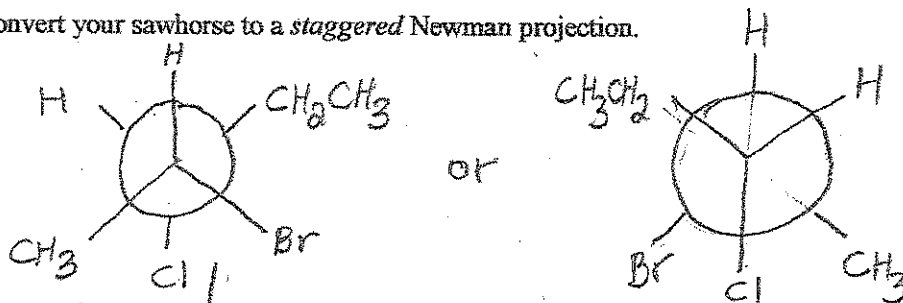 onvert your sawhorse to a staggered Newman projection.
H H
H CH2CH3 CH3CH2 H
or
CH3 Cl Br Br Cl CH3